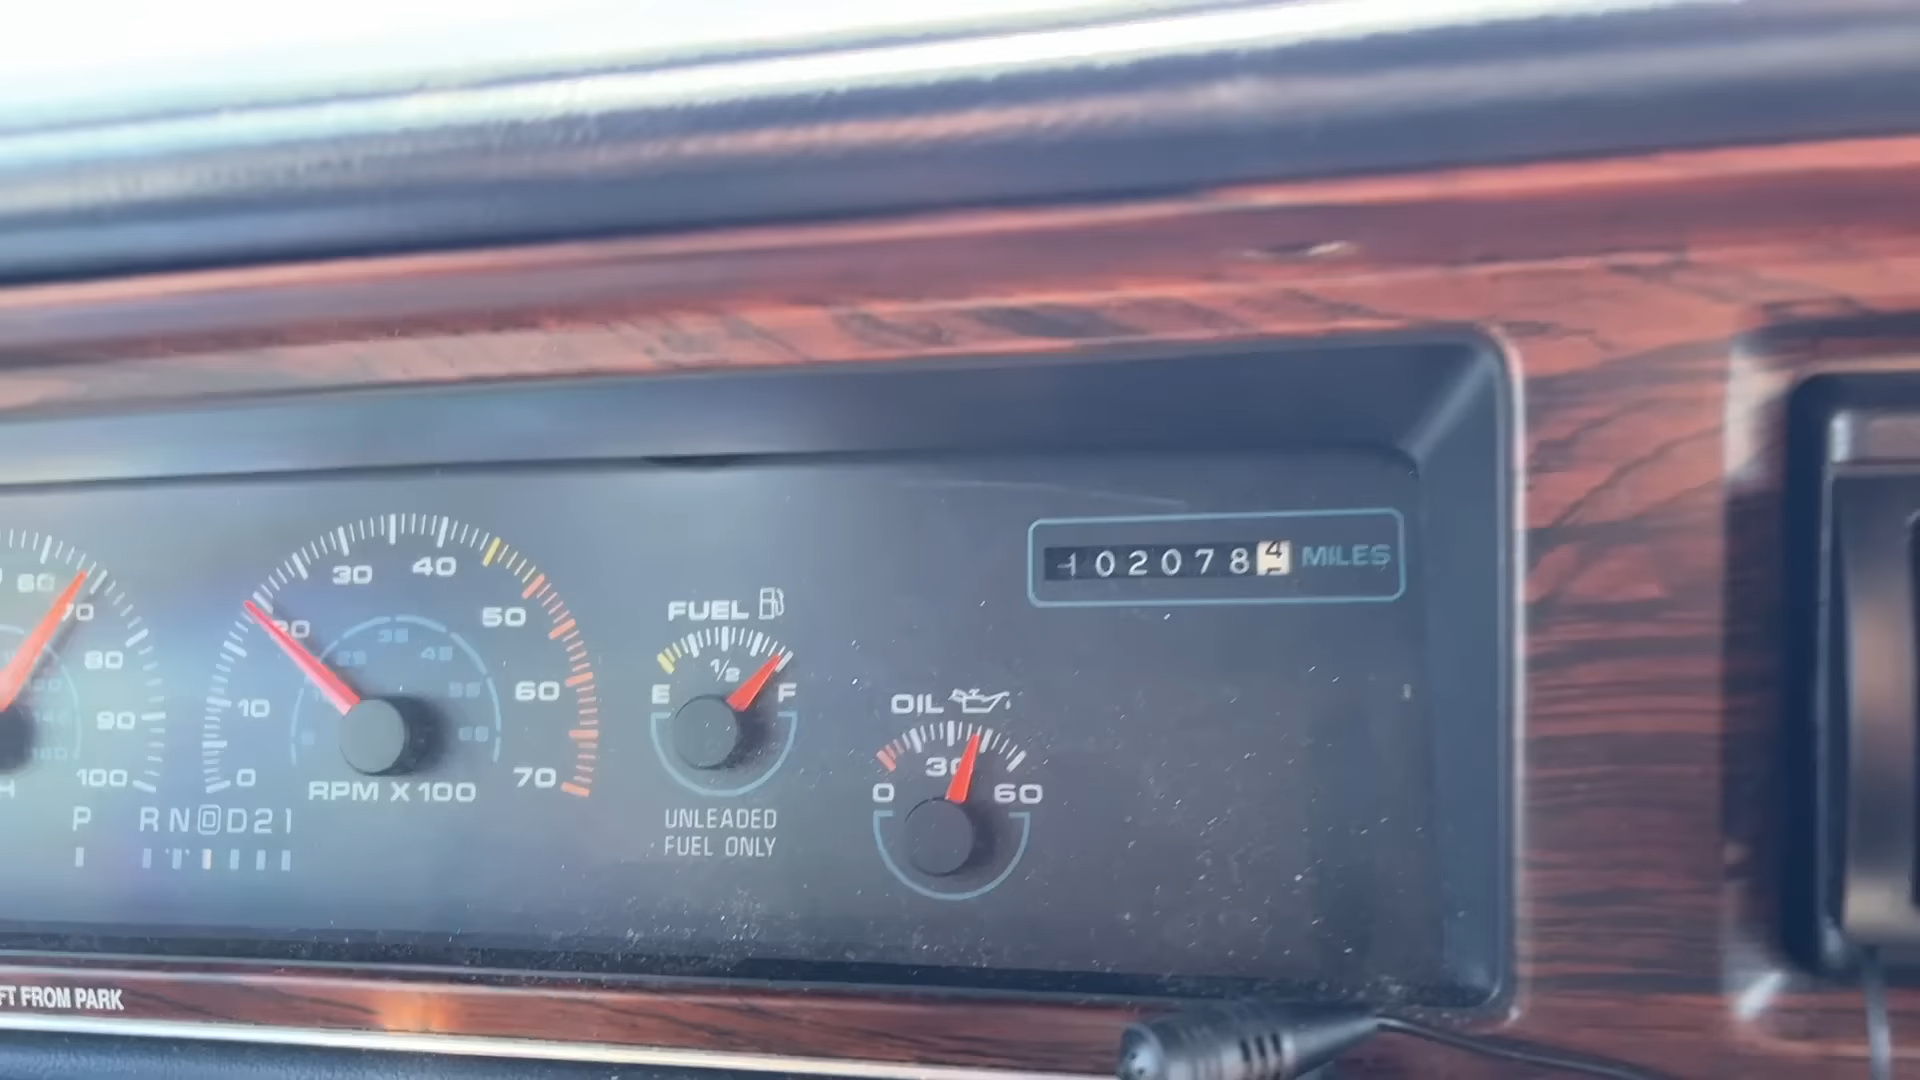 60
70
80
90
100
H
P R N D D 2 1
0
10
20
30
40
50
60
70
RPM X 100
FUEL
E 1/2 F
UNLEADED
FUEL ONLY
OIL
0 30 60
102078 4 MILES
FT FROM PARK